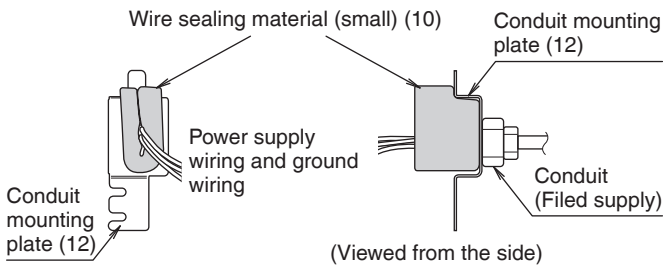 Wire sealing material (small) (10)
Conduit mounting
plate (12)
Power supply
wiring and ground
wiring
Conduit
mounting
plate (12)
Conduit
(Filed supply)
(Viewed from the side)